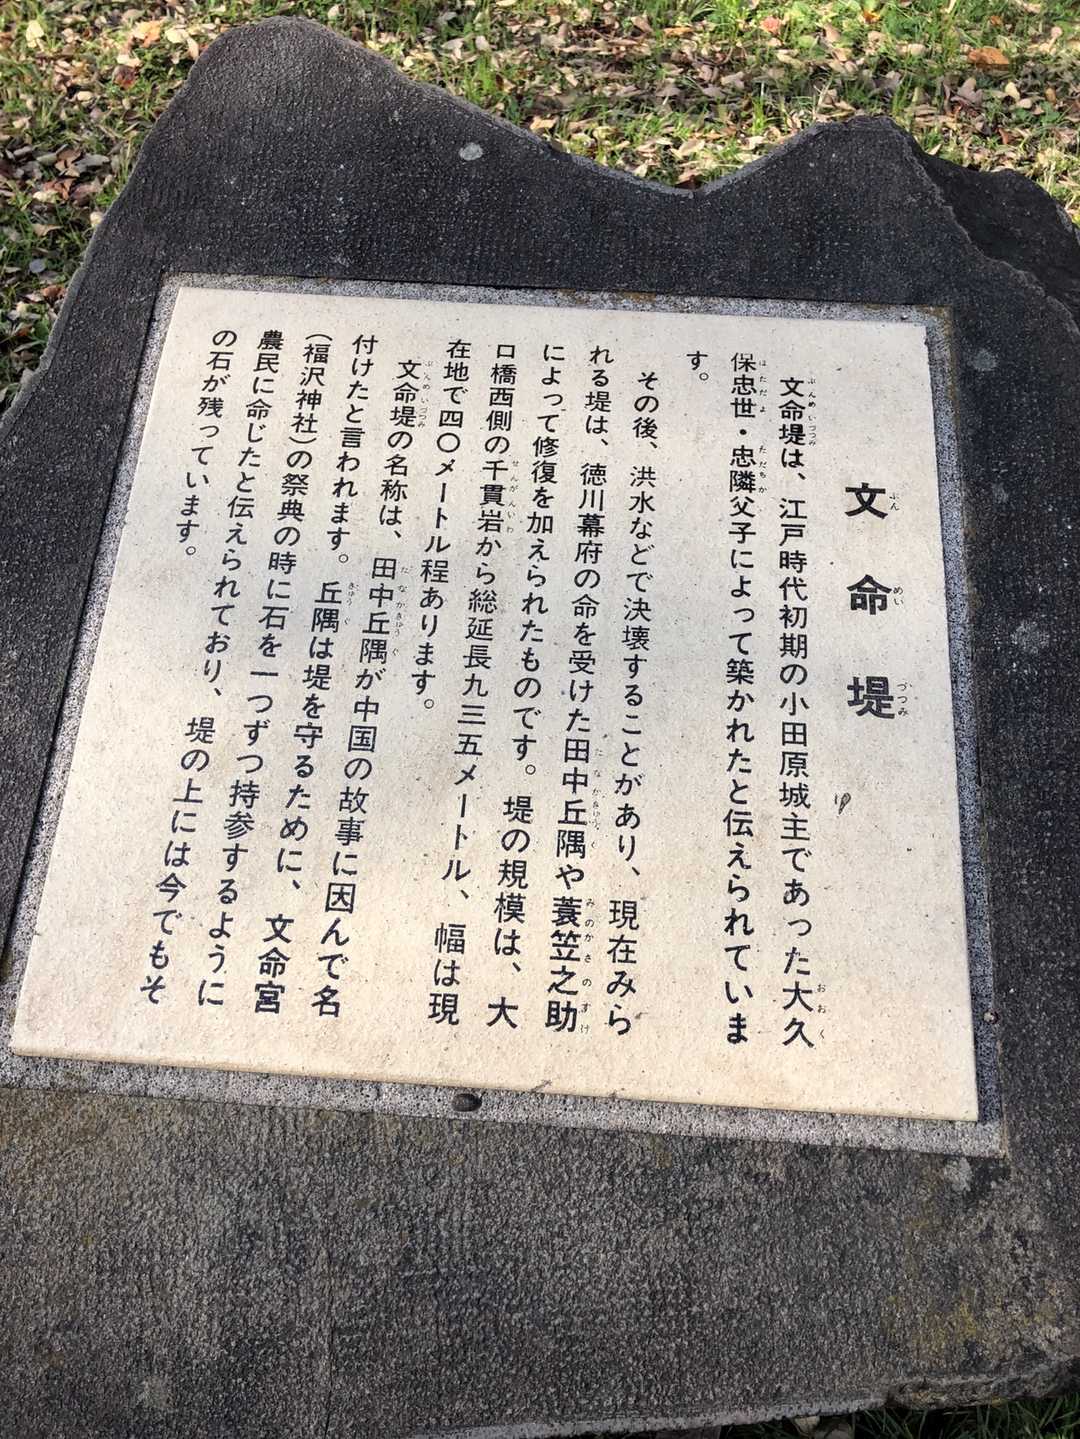 文命堤
文命堤は、江戸時代初期の小田原城主であった大久
保忠世・忠隣父子によって築かれたと伝えられていま
す。
その後、洪水などで決壊することがあり、現在みら
れる堤は、徳川幕府の命を受けた田中丘隅や蓑笠之助
によって修復を加えられたものです。堤の規模は、大
口橋西側の千貫岩から総延長九三五メートル、幅は現
在地で四〇メートル程あります。
文命堤の名称は、田中丘隅が中国の故事に因んで名
付けたと言われます。丘隅は堤を守るために、文命宮
(福沢神社)の祭典の時に石を一つずつ持参するように
農民に命じたと伝えられており、堤の上には今でもそ
の石が残っています。